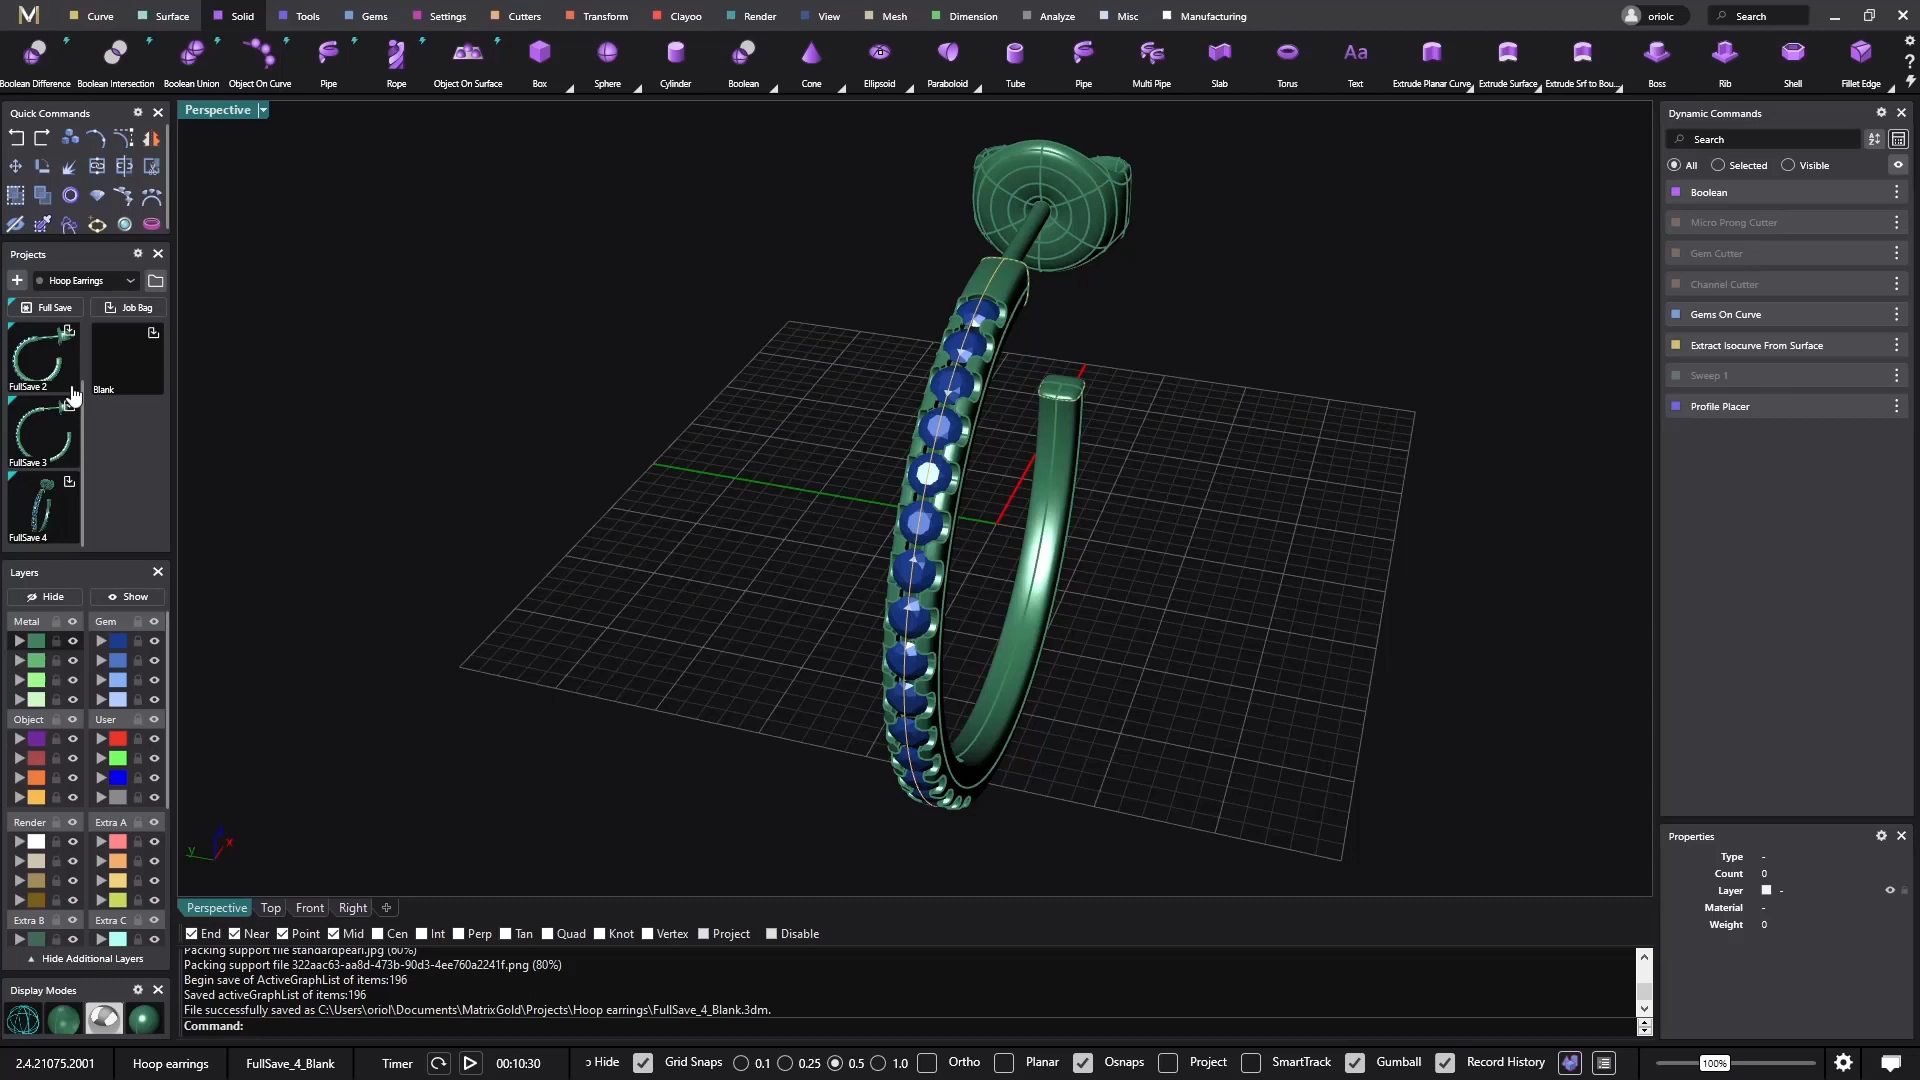 Curve Surface Solid Tools Gems Settings Cutters Transform Clayoo Render View Mesh Dimension Analyze Misc Manufacturing oriolc Search
Boolean Difference Boolean Intersection Boolean Union Object On Curve Pipe Rope Object On Surface Box Sphere Cylinder Boolean Cone Ellipsoid Paraboloid Tube Pipe Multi Pipe Slab Torus Text Extrude Planar Curve Extrude Surface Extrude Srf to Bou... Boss Rib Shell Fillet Edge
Quick Commands
Projects
Hoop Earrings
Full Save Job Bag
FullSave 2 Blank
FullSave 3
FullSave 4
Layers
Hide Show
Metal Gem
Object User
Render Extra A
Extra B Extra C
Hide Additional Layers
Display Modes
Perspective
Perspective Top Front Right
End Near Point Mid Cen Int Perp Tan Quad Knot Vertex Project Disable
Packing support file standardpearl.jpg (60%)
Packing support file 322aac63-aa8d-473b-90d3-4ee760a2241f.png (80%)
Begin save of ActiveGraphList of items:196
Saved activeGraphList of items:196
File successfully saved as C:\Users\oriol\Documents\MatrixGold\Projects\Hoop earrings\FullSave_4_Blank.3dm.
Command:
Dynamic Commands
Search
All Selected Visible
Boolean
Micro Prong Cutter
Gem Cutter
Channel Cutter
Gems On Curve
Extract Isocurve From Surface
Sweep 1
Profile Placer
Properties
Type -
Count 0
Layer -
Material -
Weight 0
y x
2.4.21075.2001 Hoop earrings FullSave_4_Blank Timer 00:10:30 Hide Grid Snaps 0.1 0.25 0.5 1.0 Ortho Planar Osnaps Project SmartTrack Gumball Record History 100%